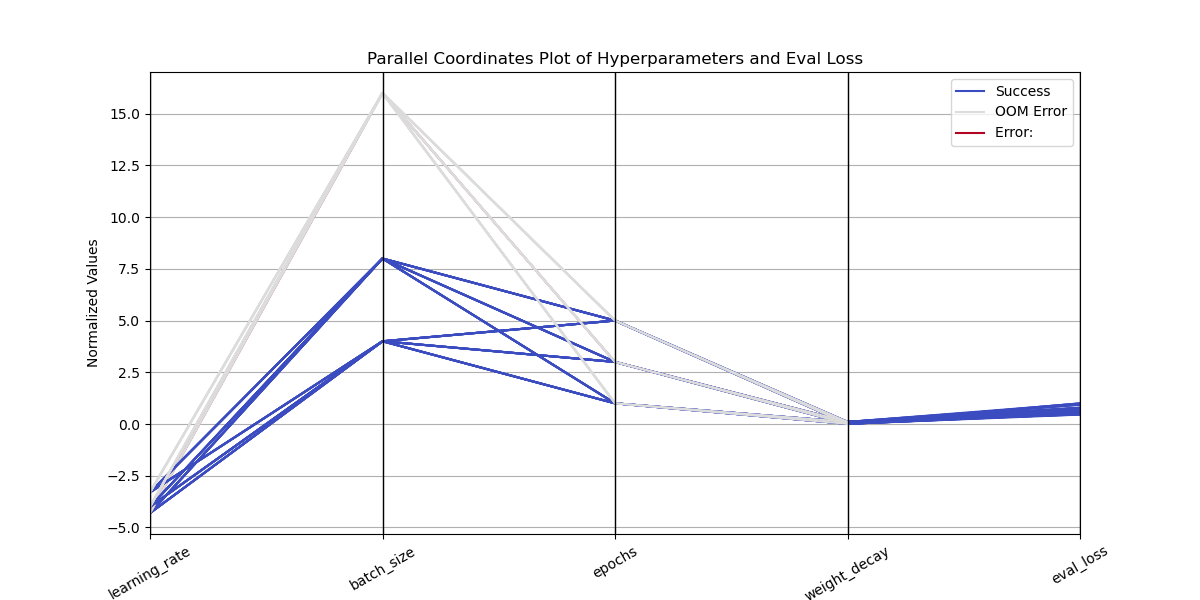 Parallel Coordinates Plot of Hyperparameters and Eval Loss
Success
OOM Error
Error:
Normalized Values
15.0
12.5
10.0
7.5
5.0
2.5
0.0
−2.5
−5.0
learning_rate
batch_size
epochs
weight_decay
eval_loss